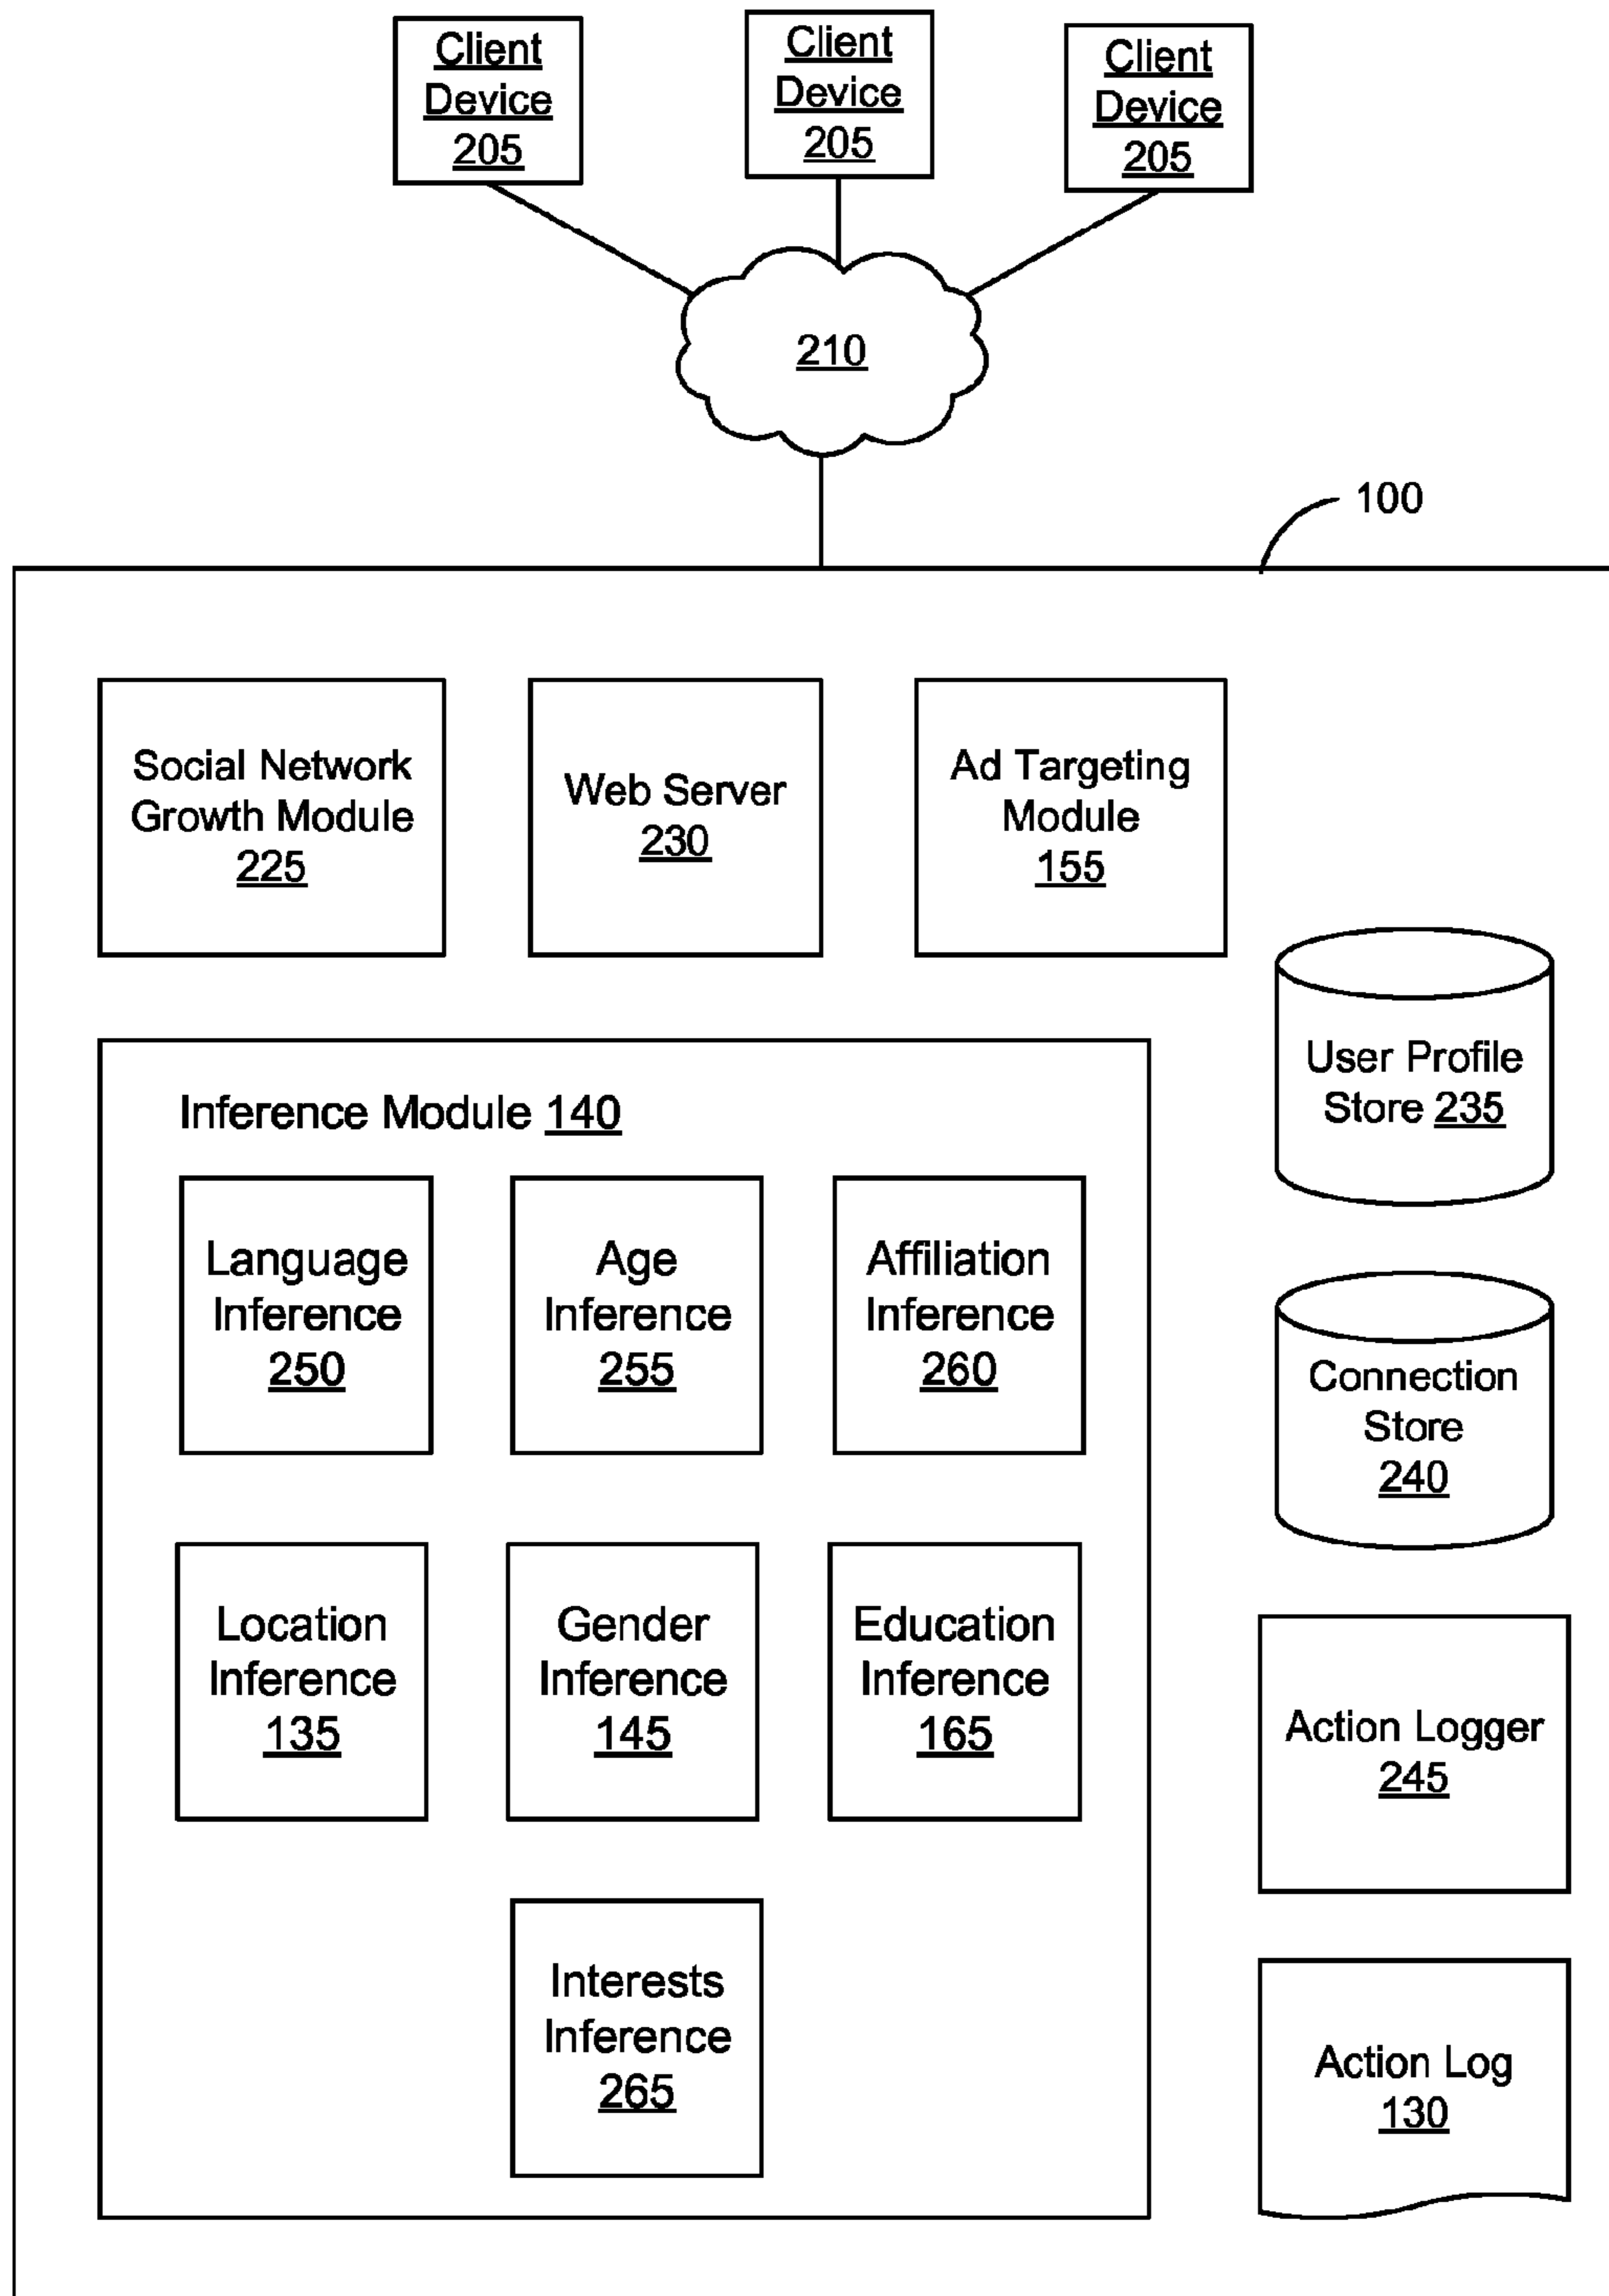 Client
Device
205
Client
Device
205
Client
Device
205
210
100
Social Network
Growth Module
225
Web Server
230
Ad Targeting
Module
155
User Profile
Store 235
Inference Module 140
Language
Inference
250
Age
Inference
255
Affiliation
Inference
260
Connection
Store
240
Location
Inference
135
Gender
Inference
145
Education
Inference
165
Action Logger
245
Interests
Inference
265
Action Log
130